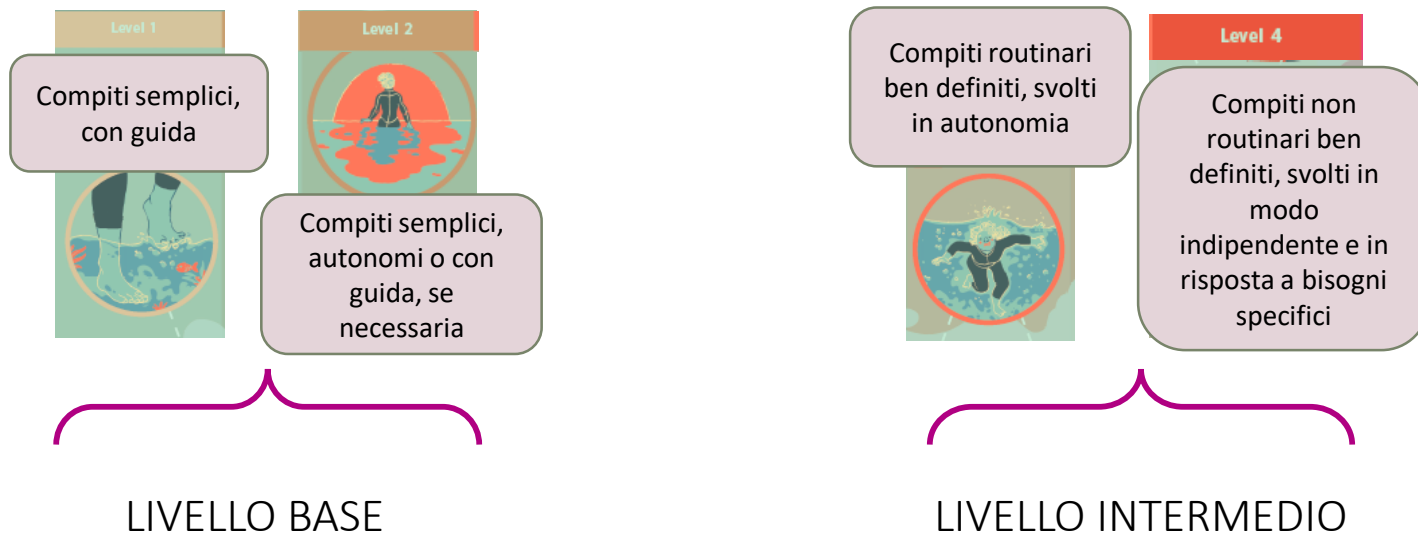 Level 1
Compiti semplici,
con guida
Level 2
Compiti semplici,
autonomi o con
guida, se
necessaria
Compiti routinari
ben definiti, svolti
in autonomia
Level 4
Compiti non
routinari ben
definiti, svolti in
modo
indipendente e in
risposta a bisogni
specifici
LIVELLO BASE
LIVELLO INTERMEDIO